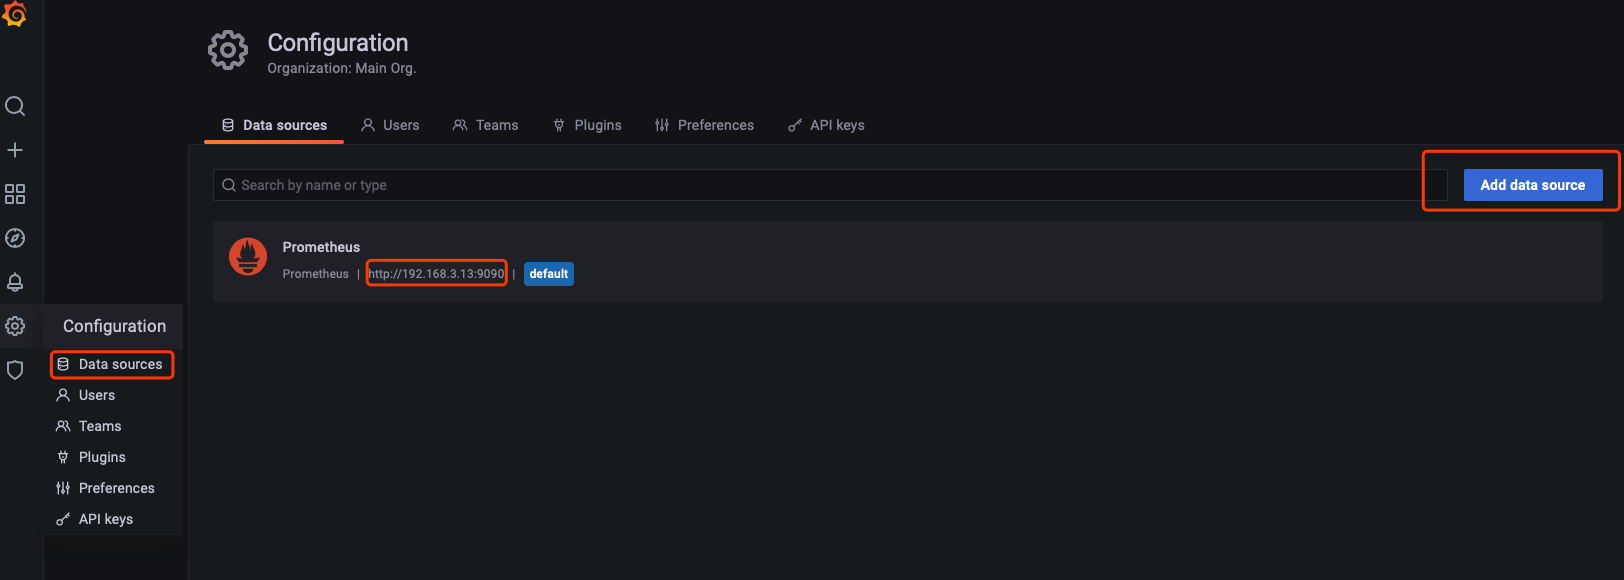 Configuration
Organization: Main Org.
Data sources Users Teams Plugins Preferences API keys
Search by name or type
Add data source
Prometheus
Prometheus | http://192.168.3.13:9090 | default
Configuration
Data sources
Users
Teams
Plugins
Preferences
API keys